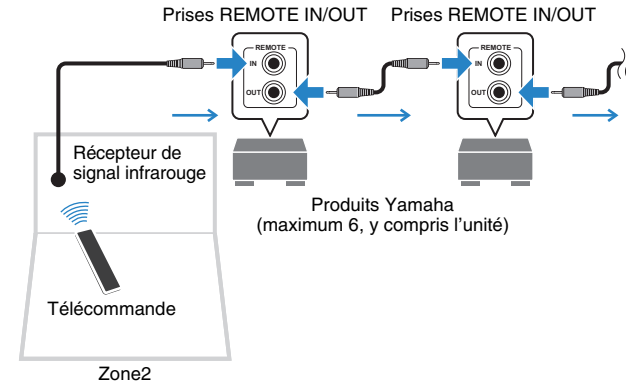 Prises REMOTE IN/OUT
Prises REMOTE IN/OUT
REMOTE
IN
OUT
REMOTE
IN
OUT
Récepteur de
signal infrarouge
Produits Yamaha
(maximum 6, y compris l’unité)
Télécommande
Zone2